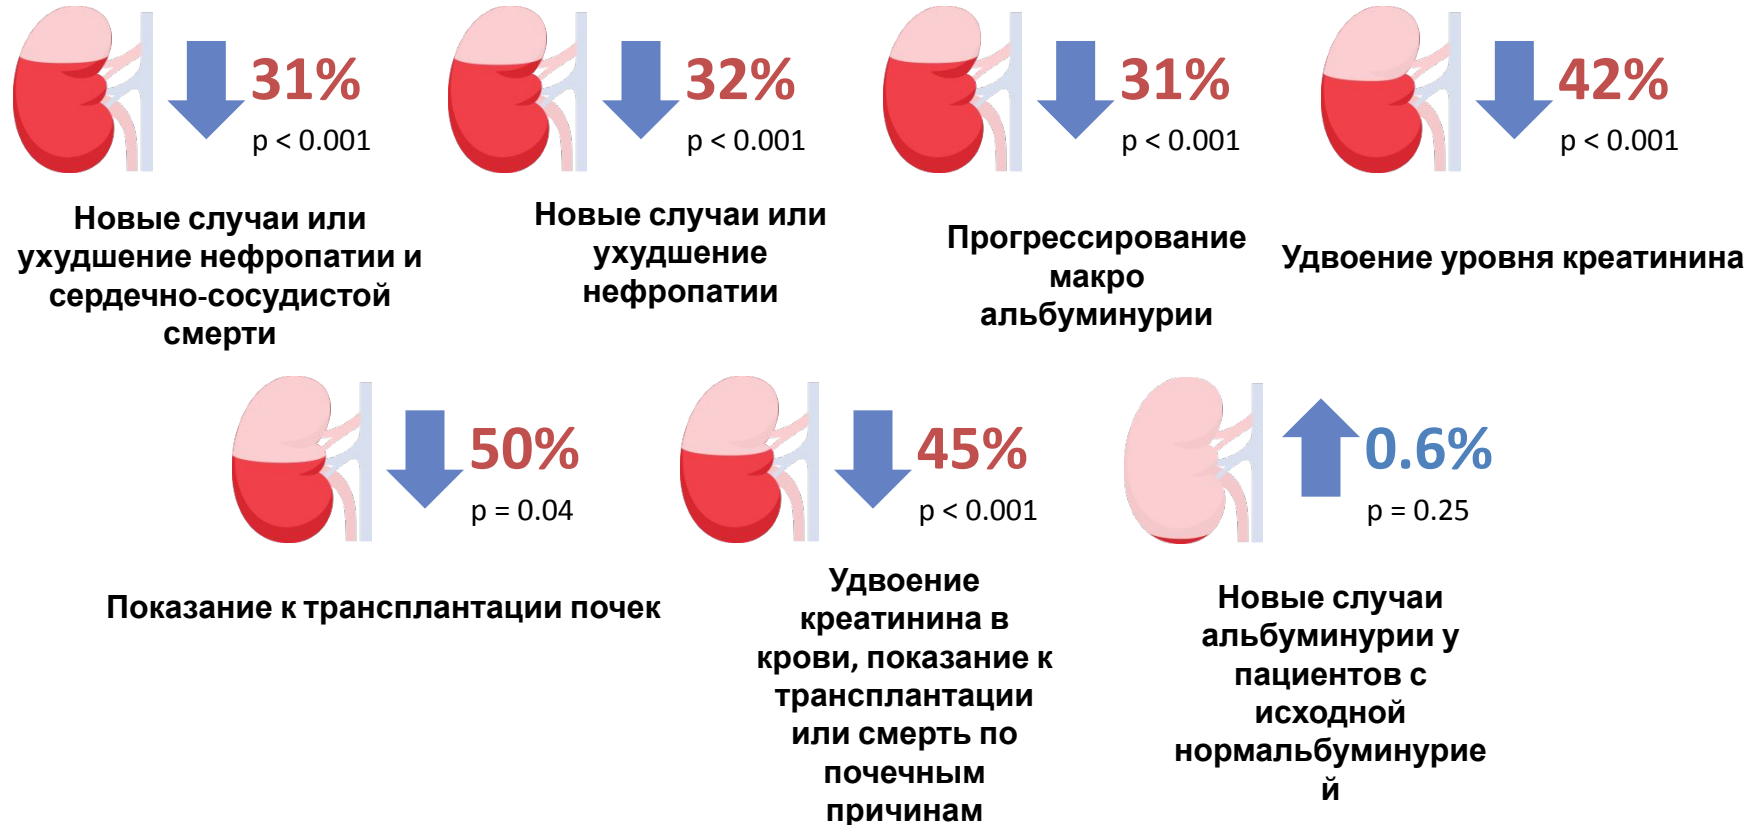 31%
p < 0.001
Новые случаи или
ухудшение нефропатии и
сердечно-сосудистой
смерти
32%
p < 0.001
Новые случаи или
ухудшение
нефропатии
31%
p < 0.001
Прогрессирование
макро
альбуминурии
42%
p < 0.001
Удвоение уровня креатинина
50%
p = 0.04
Показание к трансплантации почек
45%
p < 0.001
Удвоение
креатинина в
крови, показание к
трансплантации
или смерть по
почечным
причинам
0.6%
p = 0.25
Новые случаи
альбуминурии у
пациентов с
исходной
нормальбуминурие
й